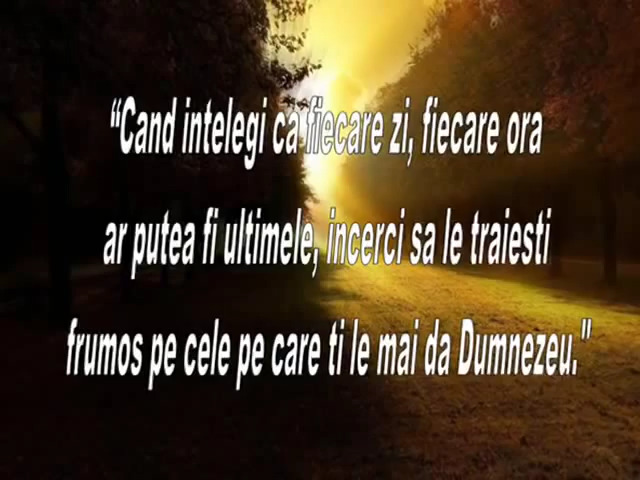 “Cand intelegi ca fiecare zi, fiecare ora
ar putea fi ultimele, incerci sa le traiesti
frumos pe cele pe care ti le mai da Dumnezeu."